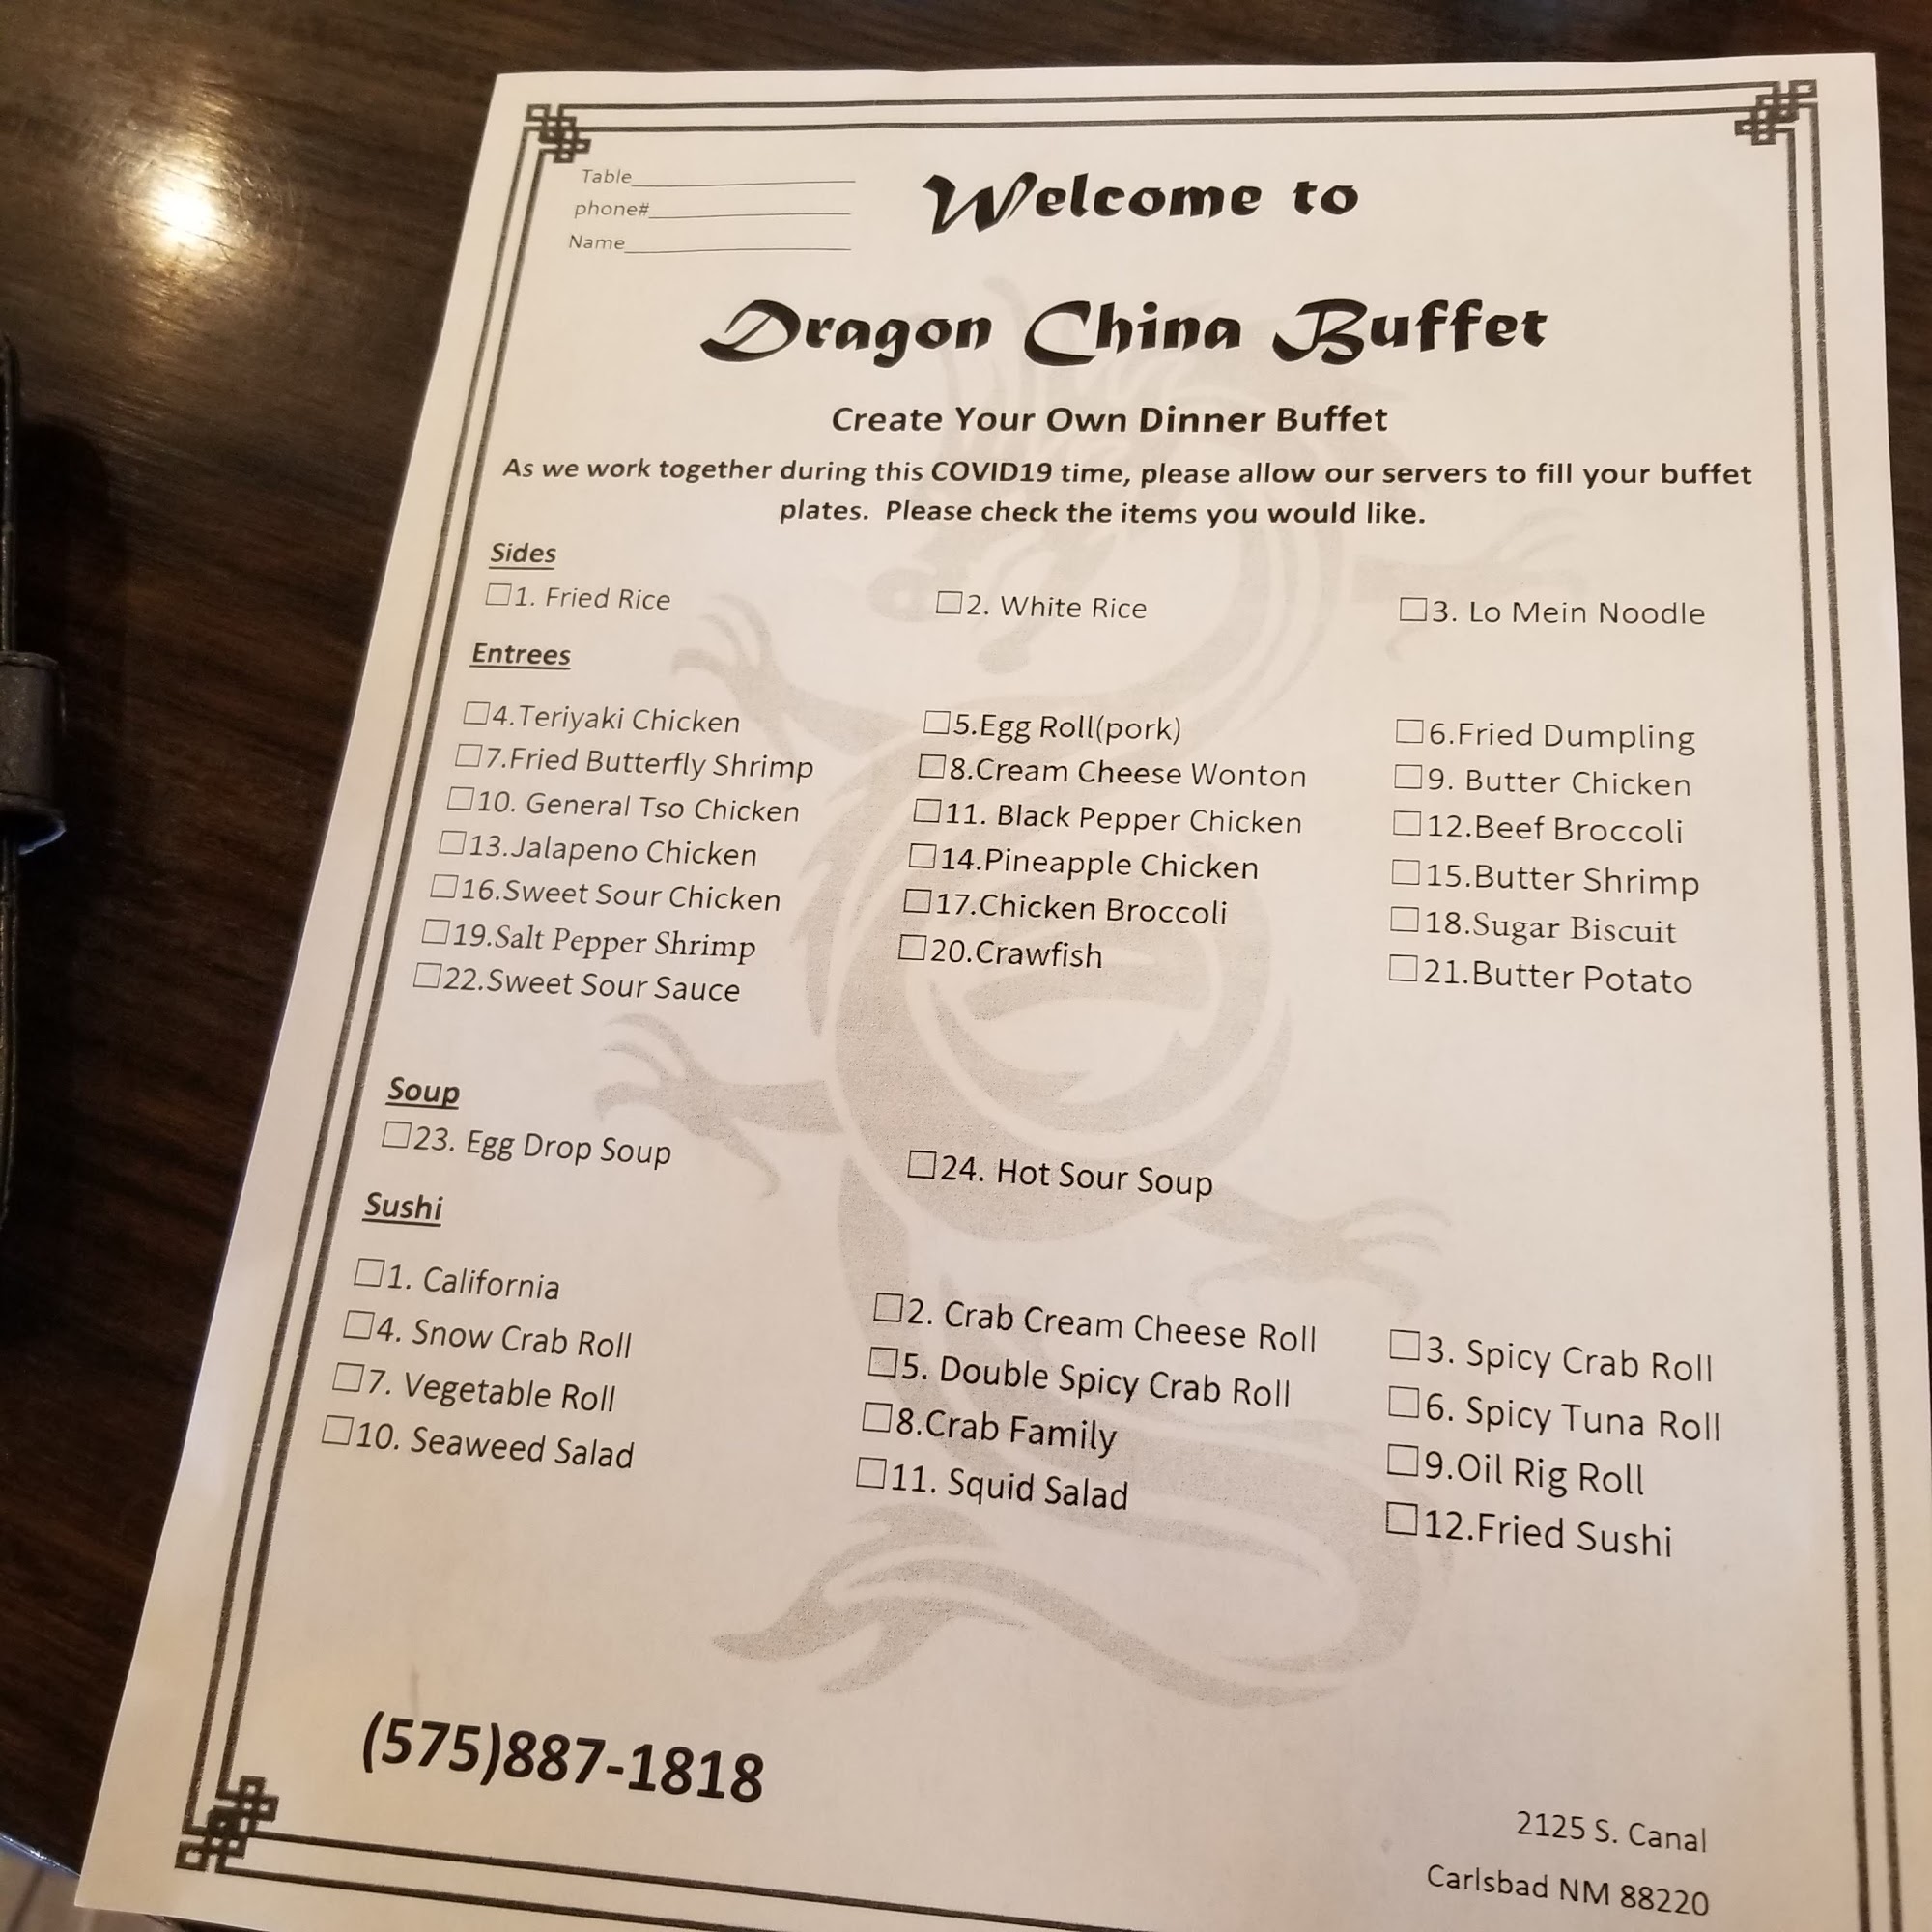 Table
phone#
Name
Welcome to
Dragon China Buffet
Create Your Own Dinner Buffet
As we work together during this COVID19 time, please allow our servers to fill your buffet
plates.  Please check the items you would like.
Sides
1. Fried Rice 2. White Rice 3. Lo Mein Noodle
Entrees
4.Teriyaki Chicken 5.Egg Roll(pork) 6.Fried Dumpling
7.Fried Butterfly Shrimp 8.Cream Cheese Wonton 9. Butter Chicken
10. General Tso Chicken 11. Black Pepper Chicken 12.Beef Broccoli
13.Jalapeno Chicken 14.Pineapple Chicken 15.Butter Shrimp
16.Sweet Sour Chicken 17.Chicken Broccoli 18.Sugar Biscuit
19.Salt Pepper Shrimp 20.Crawfish 21.Butter Potato
22.Sweet Sour Sauce
Soup
23. Egg Drop Soup 24. Hot Sour Soup
Sushi
1. California 2. Crab Cream Cheese Roll 3. Spicy Crab Roll
4. Snow Crab Roll 5. Double Spicy Crab Roll 6. Spicy Tuna Roll
7. Vegetable Roll 8.Crab Family 9.Oil Rig Roll
10. Seaweed Salad 11. Squid Salad 12.Fried Sushi
(575)887-1818
2125 S. Canal
Carlsbad NM 88220